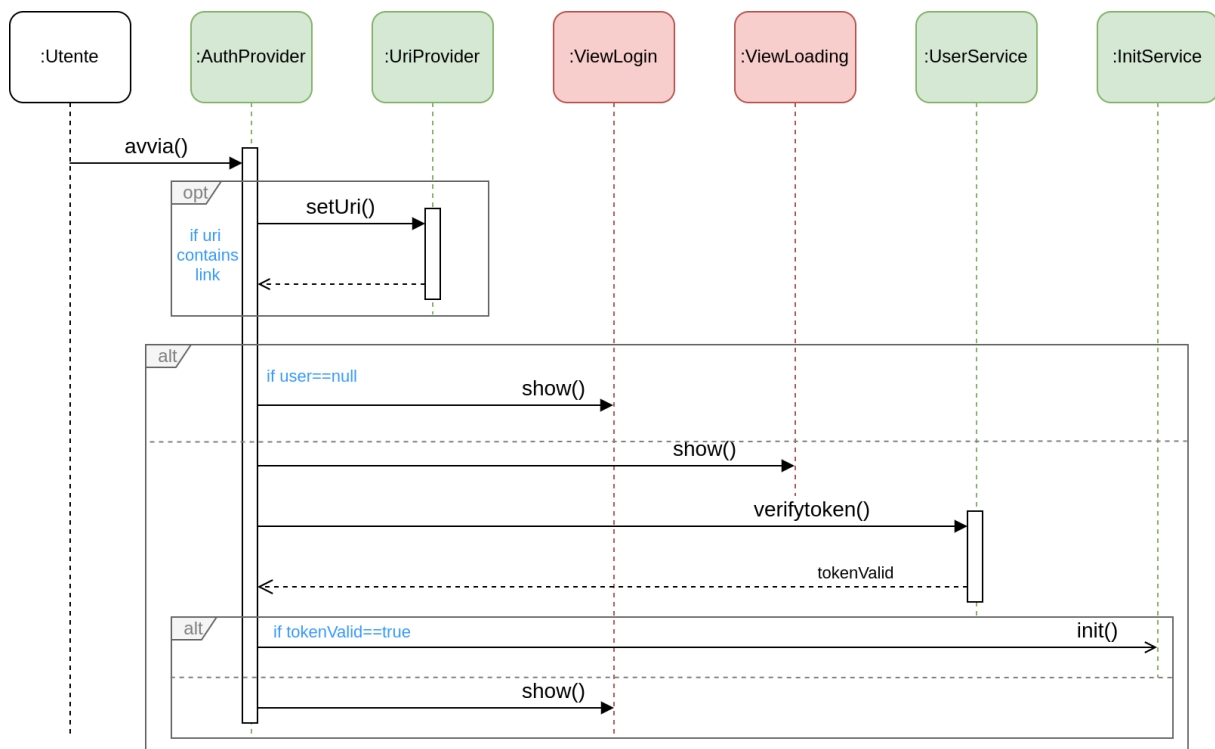 :Utente
:AuthProvider
:UriProvider
:ViewLogin
:ViewLoading
:UserService
:InitService
avvia()
opt
setUri()
if uri
contains
link
alt
if user==null
show()
show()
verifytoken()
tokenValid
alt
if tokenValid==true
init()
show()